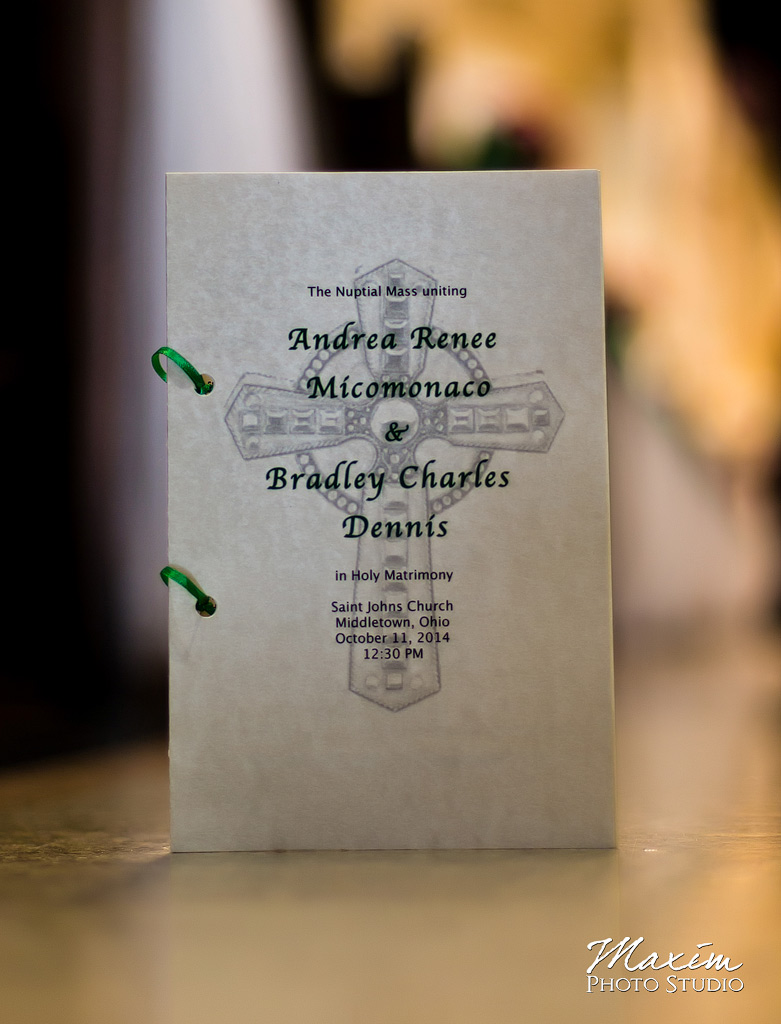 The Nuptial Mass uniting
Andrea Renee
Micomonaco
&
Bradley Charles
Dennis
in Holy Matrimony
Saint Johns Church
Middletown, Ohio
October 11, 2014
12:30 PM
Maxim
PHOTO STUDIO